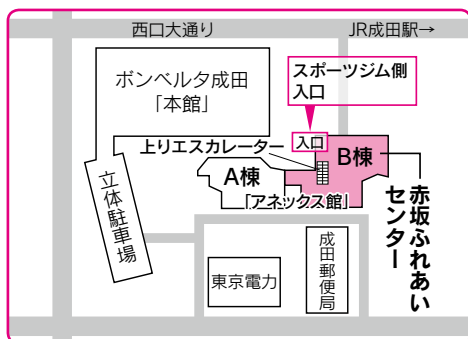 西口大通り
JR成田駅→
ボンベルタ成田
「本館」
スポーツジム側
入口
上りエスカレーター
入口
A棟
B棟
「アネックス館」
立体駐車場
赤坂ふれあい
センター
東京電力
成田郵便局